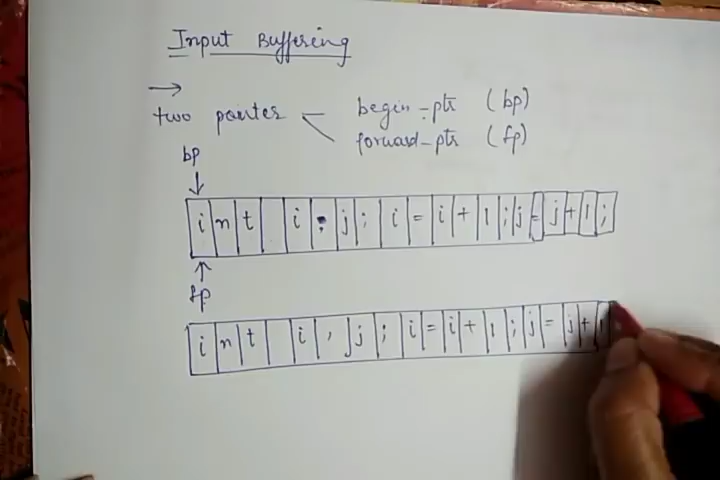 Input Buffering
two pointer begin-ptr (bp)
forward-ptr (fp)
bp
i n t i , j ; i = i + 1 ; j = j + 1 ;
fp
i n t i , j ; i = i + 1 ; j = j + 1